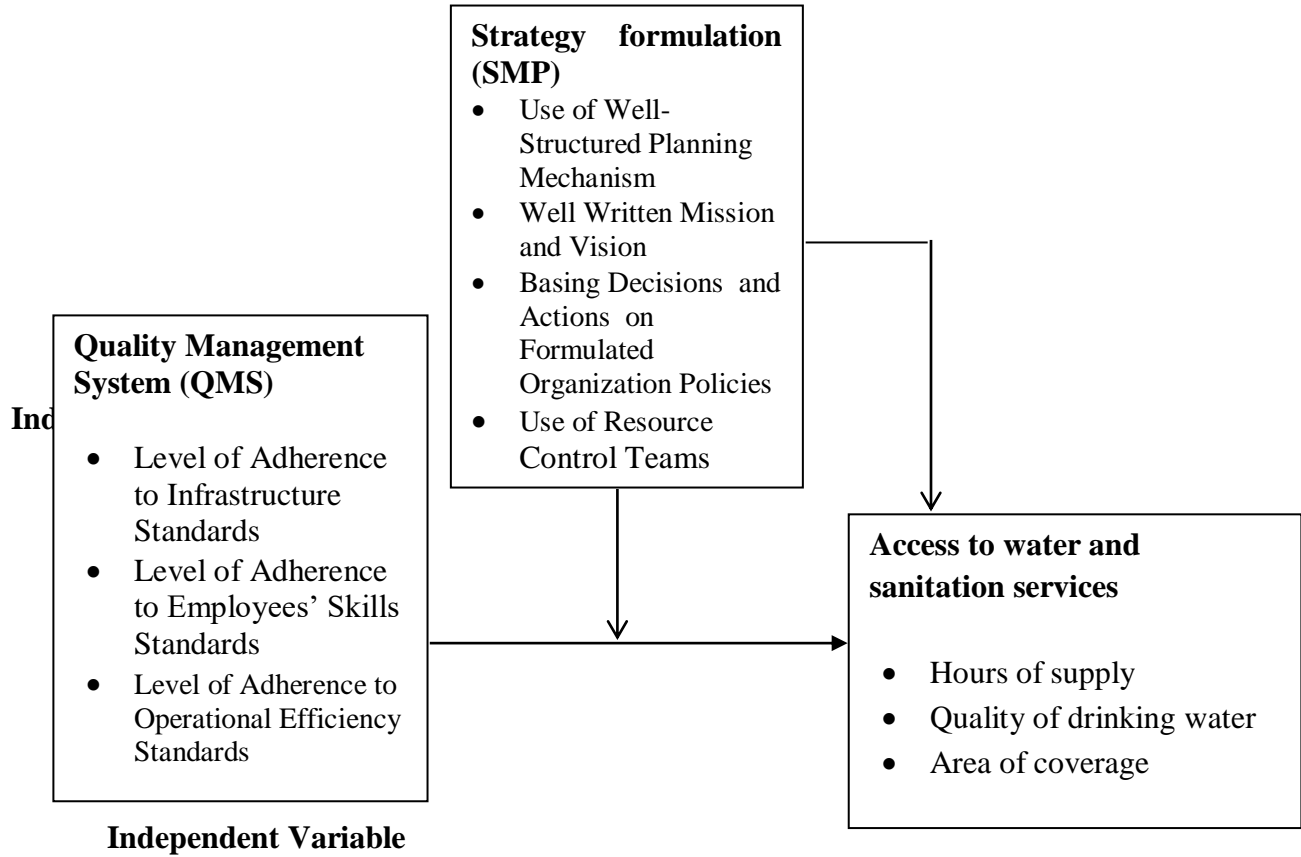 Strategy formulation
(SMP)
• Use of Well-
Structured Planning
Mechanism
• Well Written Mission
and Vision
• Basing Decisions and
Actions on
Formulated
Organization Policies
• Use of Resource
Control Teams
Quality Management
System (QMS)
Ind
• Level of Adherence
to Infrastructure
Standards
• Level of Adherence
to Employees’ Skills
Standards
• Level of Adherence to
Operational Efficiency
Standards
Access to water and
sanitation services
• Hours of supply
• Quality of drinking water
• Area of coverage
Independent Variable